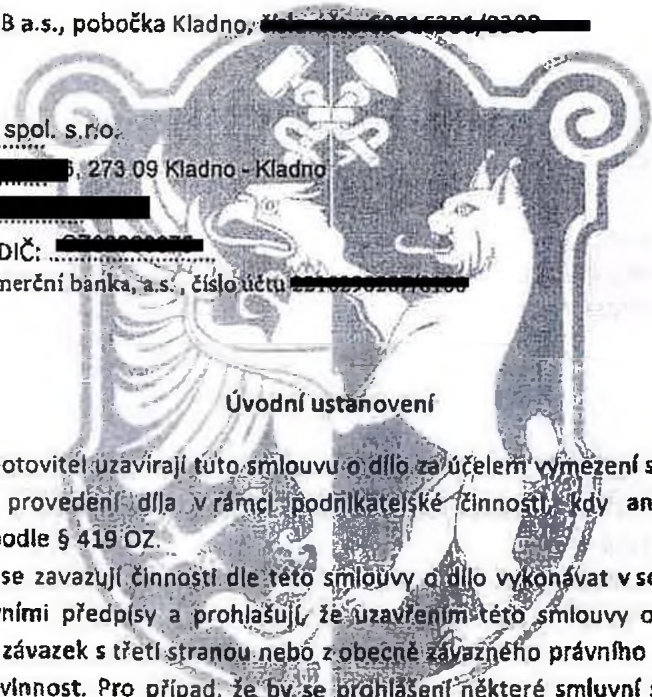 B a.s., pobočka Kladno,
spol. s.r.o.
, 273 09 Kladno - Kladno
DIČ:
merční banka, a.s. , číslo účtu
Úvodní ustanovení
otovitel uzavírají tuto smlouvu o dílo za účelem vymezení s
provedení díla v rámci podnikatelské činnosti, kdy an
podle § 419 OZ.
se zavazují činnosti dle této smlouvy o dílo vykonávat v se
vními předpisy a prohlašují, že uzavřením této smlouvy o
závazek s třetí stranou nebo z obecně závazného právního
vinnost. Pro případ, že by se prohlášení některé smluvní s